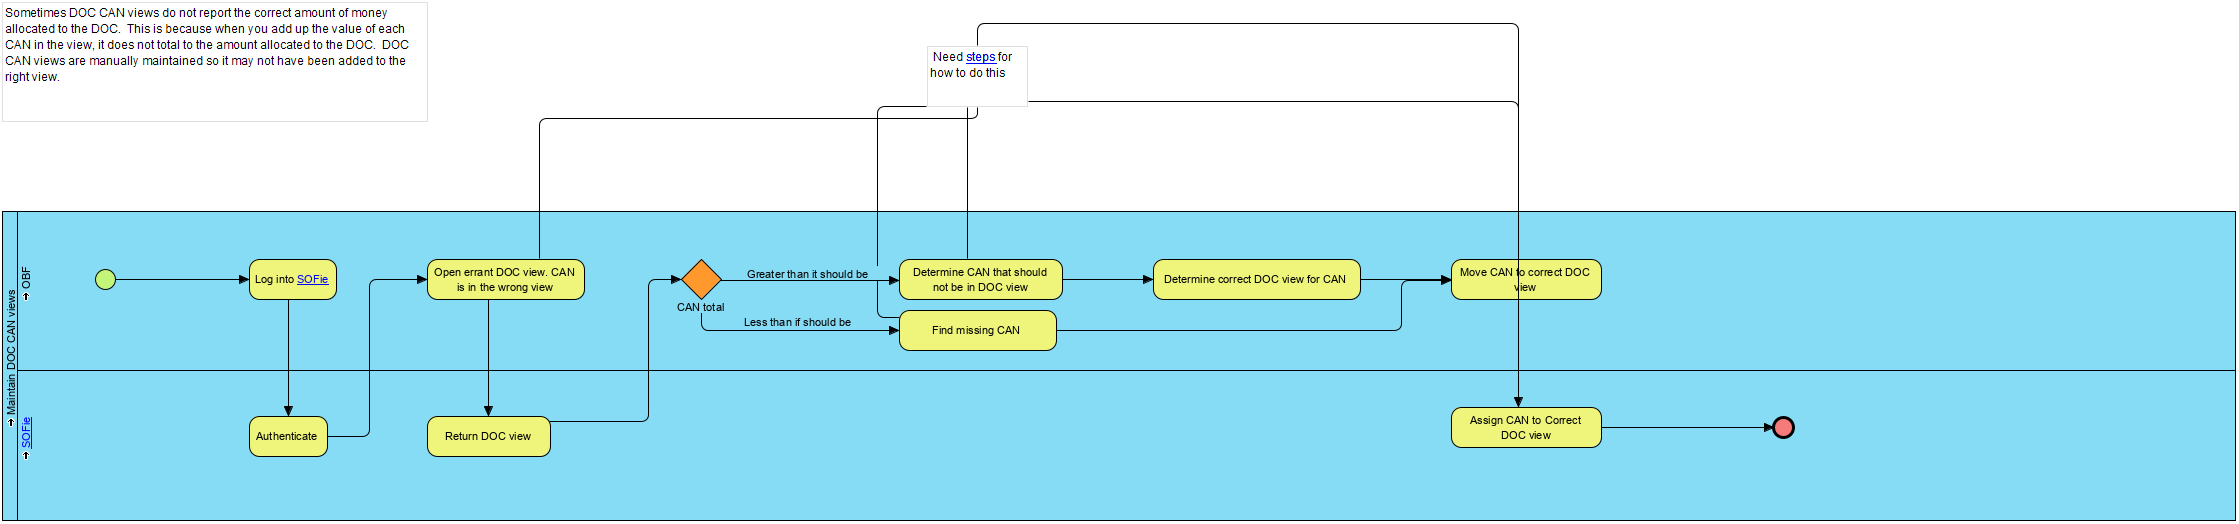 Sometimes DOC CAN views do not report the correct amount of money
allocated to the DOC.  This is because when you add up the value of each
CAN in the view, it does not total to the amount allocated to the DOC.  DOC
CAN views are manually maintained so it may not have been added to the
right view.
Need steps for
how to do this
Maintain DOC CAN views
OBF
Log into SOFie
Open errant DOC view. CAN
is in the wrong view
CAN total
Greater than it should be
Less than if should be
Determine CAN that should
not be in DOC view
Find missing CAN
Determine correct DOC view for CAN
Move CAN to correct DOC
view
SOFie
Authenticate
Return DOC view
Assign CAN to Correct
DOC view